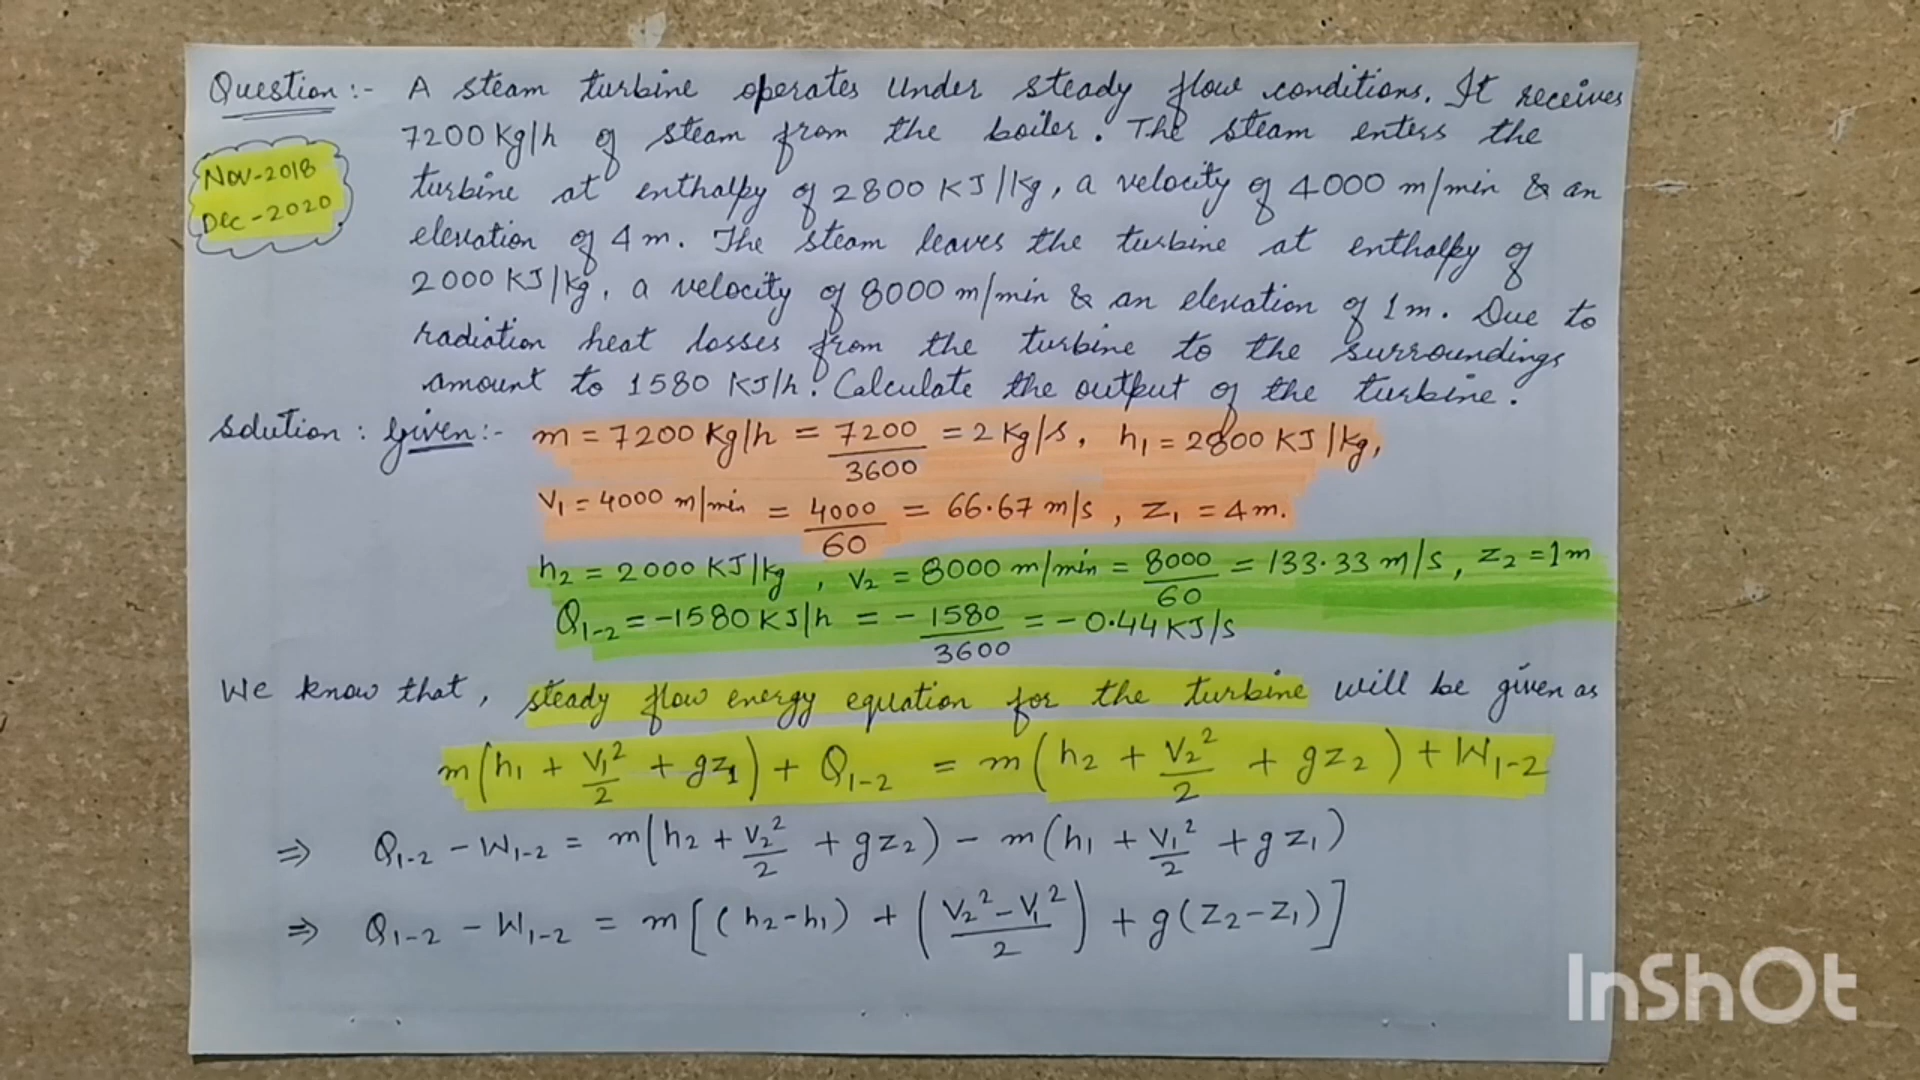 Question :- A steam turbine operates under steady flow conditions. It receives
7200 Kg/h of steam from the boiler. The steam enters the
Nov-2018
Dec-2020
turbine at enthalpy of 2800 KJ/Kg, a velocity of 4000 m/min & an
elevation of 4 m. The steam leaves the turbine at enthalpy of
2000 KJ/kg, a velocity of 8000 m/min & an elevation of 1m. Due to
radiation heat losses from the turbine to the surroundings
amount to 1580 KJ/h. Calculate the output of the turbine.
Solution : Given :- m = 7200 Kg/h = 7200/3600 = 2 Kg/s, h₁ = 2800 KJ/kg,
V₁ = 4000 m/min = 4000/60 = 66.67 m/s, Z₁ = 4m.
h₂ = 2000 KJ/kg, V₂ = 8000 m/min = 8000/60 = 133.33 m/s, Z₂ = 1m
Q₁₋₂ = -1580 KJ/h = - 1580/3600 = - 0.44 KJ/s
We know that, steady flow energy equation for the turbine will be given as
m(h₁ + V₁²/2 + gz₁) + Q₁₋₂ = m(h₂ + V₂²/2 + gz₂) + W₁₋₂
⇒ Q₁₋₂ - W₁₋₂ = m(h₂ + V₂²/2 + gz₂) - m(h₁ + V₁²/2 + gz₁)
⇒ Q₁₋₂ - W₁₋₂ = m[(h₂-h₁) + (V₂²-V₁²/2) + g(Z₂-Z₁)]
InShOt